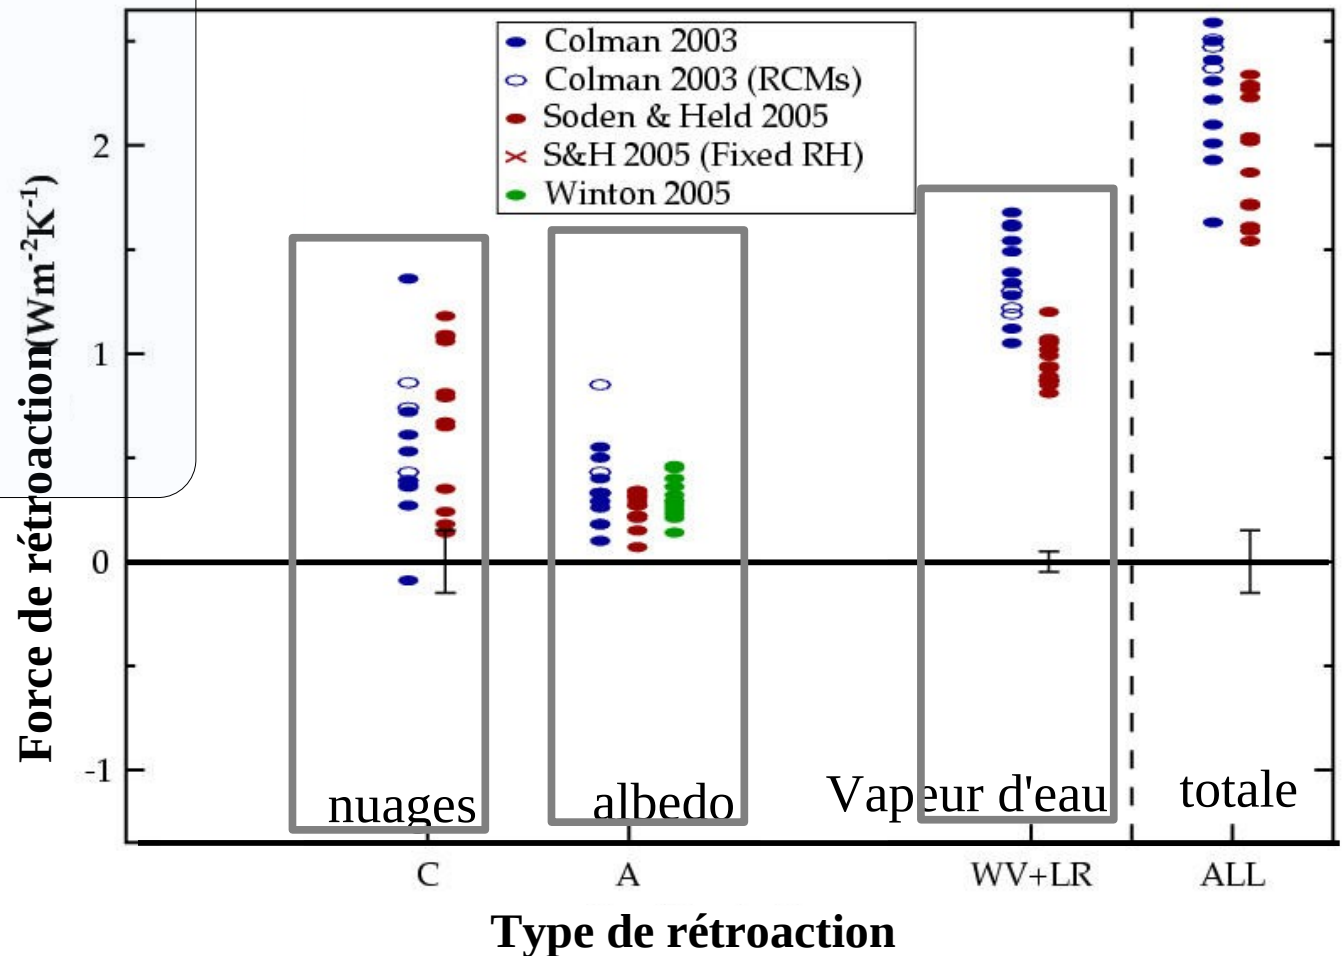 Colman 2003
Colman 2003 (RCMs)
Soden & Held 2005
S&H 2005 (Fixed RH)
Winton 2005
Force de rétroaction(Wm⁻²K⁻¹)
2
1
0
-1
nuages
albedo
Vapeur d'eau
totale
C
A
WV+LR
ALL
Type de rétroaction